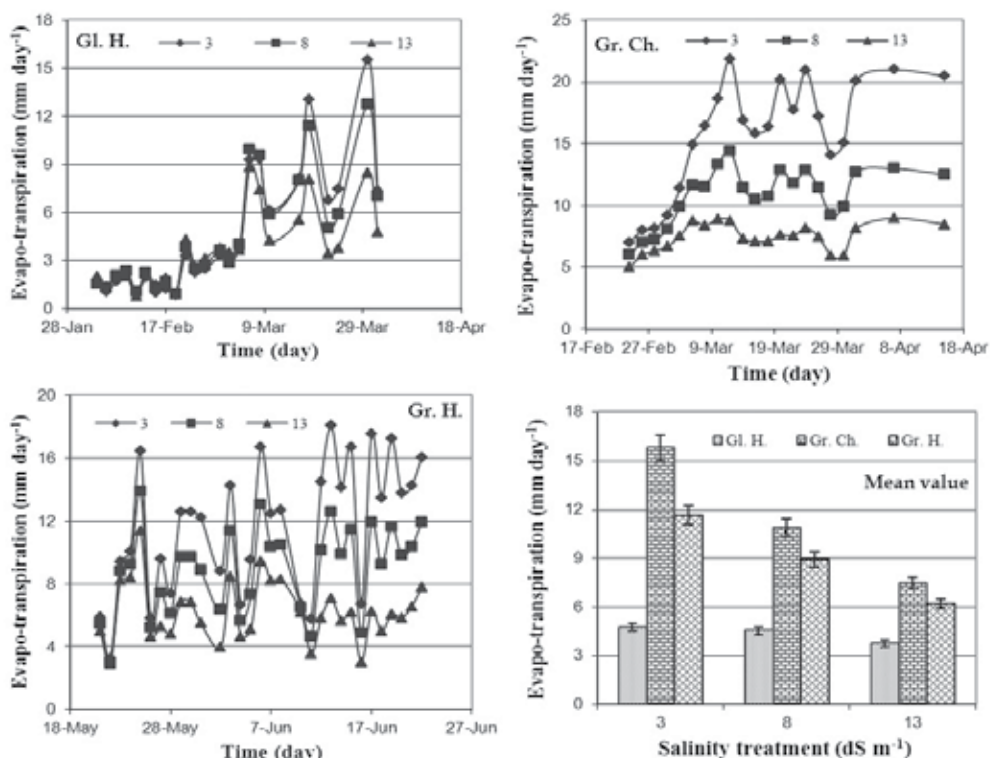 Gl. H.
3 8 13
Evapo-transpiration (mm day-1)
18
15
12
9
6
3
0
28-Jan 17-Feb 9-Mar 29-Mar 18-Apr
Time (day)
Gr. Ch.
3 8 13
Evapo-transpiration (mm day-1)
25
20
15
10
5
0
17-Feb 27-Feb 9-Mar 19-Mar 29-Mar 8-Apr 18-Apr
Time (day)
Gr. H.
3 8 13
Evapo-transpiration (mm day-1)
20
16
12
8
4
0
18-May 28-May 7-Jun 17-Jun 27-Jun
Time (day)
Gl. H. Gr. Ch. Gr. H.
Mean value
Evapo-transpiration (mm day-1)
18
15
12
9
6
3
0
3 8 13
Salinity treatment (dS m-1)